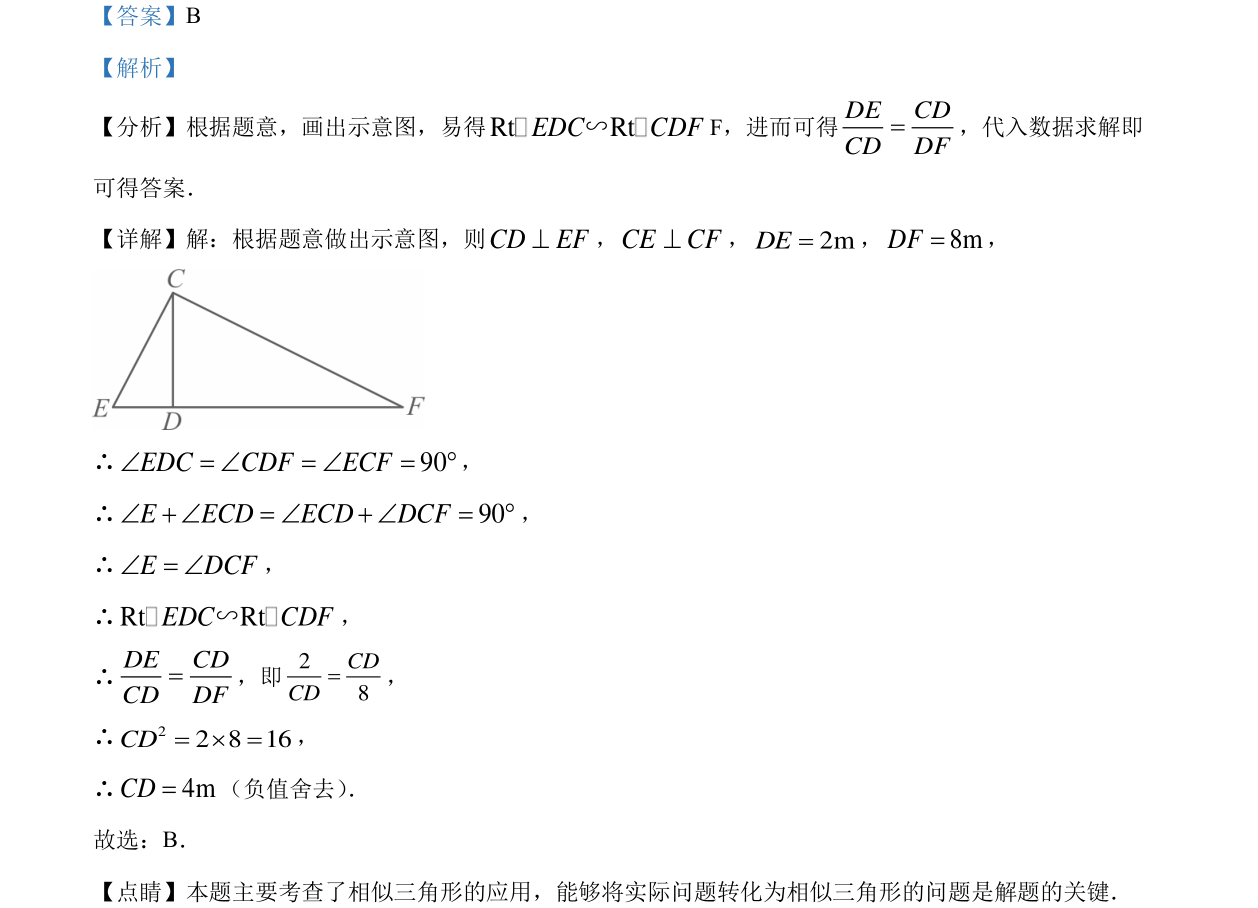 【答案】B
【解析】
【分析】根据题意，画出示意图，易得Rt□EDC∽Rt□CDF F，进而可得DE/CD = CD/DF，代入数据求解即
可得答案．
【详解】解：根据题意做出示意图，则CD ⊥ EF，CE ⊥ CF，DE = 2m，DF = 8m，
C
E D F
∴∠EDC = ∠CDF = ∠ECF = 90°，
∴∠E + ∠ECD = ∠ECD + ∠DCF = 90°，
∴∠E = ∠DCF，
∴Rt□EDC∽Rt□CDF，
∴DE/CD = CD/DF，即2/CD = CD/8，
∴CD² = 2×8 = 16，
∴CD = 4m（负值舍去）．
故选：B．
【点睛】本题主要考查了相似三角形的应用，能够将实际问题转化为相似三角形的问题是解题的关键．